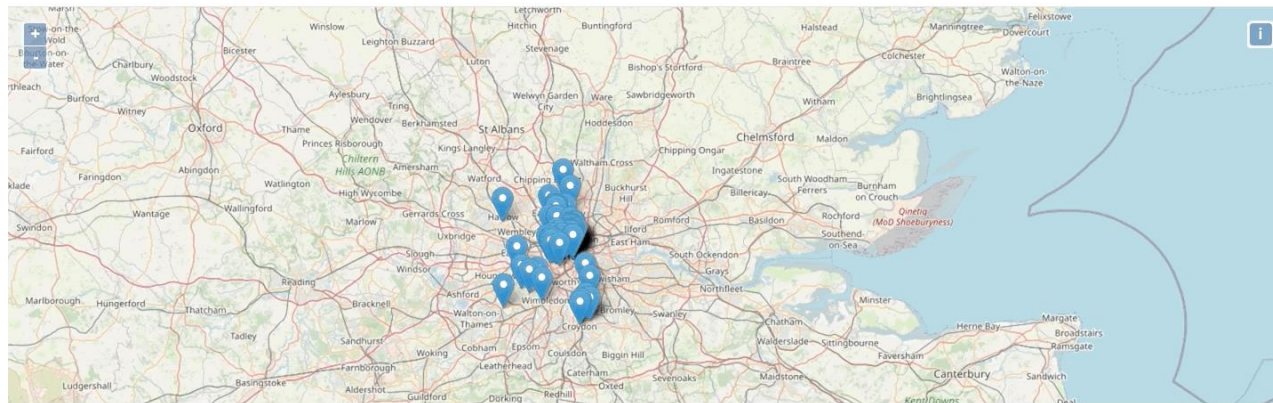 Letchworth
Felixstowe
Winslow
Hitchin
Buntingford
Halstead
Manningtree
Dovercourt
+
i
Leighton Buzzard
Stevenage
Bicester
Colchester
Charlbury
Luton
Bishop's Stortford
Braintree
Walton-on-
the-Naze
Woodstock
Aylesbury
Tring
Welwyn Garden
City
Ware
Sawbridgeworth
Witham
Brightlingsea
Burford
Witney
Wendover
Berkhamsted
Oxford
Thame
St Albans
Hoddesdon
Chelmsford
Maldon
Princes Risborough
Kings Langley
Chipping Ongar
Fairford
Chiltern
Hills AONB
Amersham
Waltham Cross
Abingdon
Ingatestone
Faringdon
Watlington
Watford
Chipping
Buckhurst
Hill
South Woodham
Ferrers
Burnham
on Crouch
High Wycombe
Billericay
Wantage
Wallingford
Marlow
Gerrards Cross
Romford
Basildon
Rochford
Qinetiq
(MoD Shoeburyness)
Swindon
Uxbridge
Wembley
Ilford
East Ham
Southend-
on-Sea
Slough
South Ockendon
Windsor
Grays
Reading
Northfleet
Marlborough
Hungerford
Thatcham
Bracknell
Ashford
Wimbledon
Bromley
Swanley
Minster
Walton-on-
Thames
Croydon
Chatham
Herne Bay
Margate
Broadstairs
Ramsgate
Tadley
Sandhurst
Woking
Cobham
Epsom
Coulsdon
Biggin Hill
Walderslade
Sittingbourne
Faversham
Farnborough
Leatherhead
Caterham
Sevenoaks
Maidstone
Canterbury
Sandwich
Ludgershall
Basingstoke
Aldershot
Guildford
Dorking
Redhill
Oxted
Kent Downs